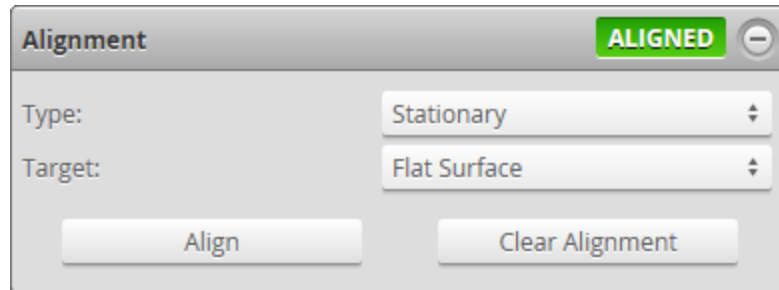 Alignment ALIGNED
Type: Stationary
Target: Flat Surface
Align Clear Alignment